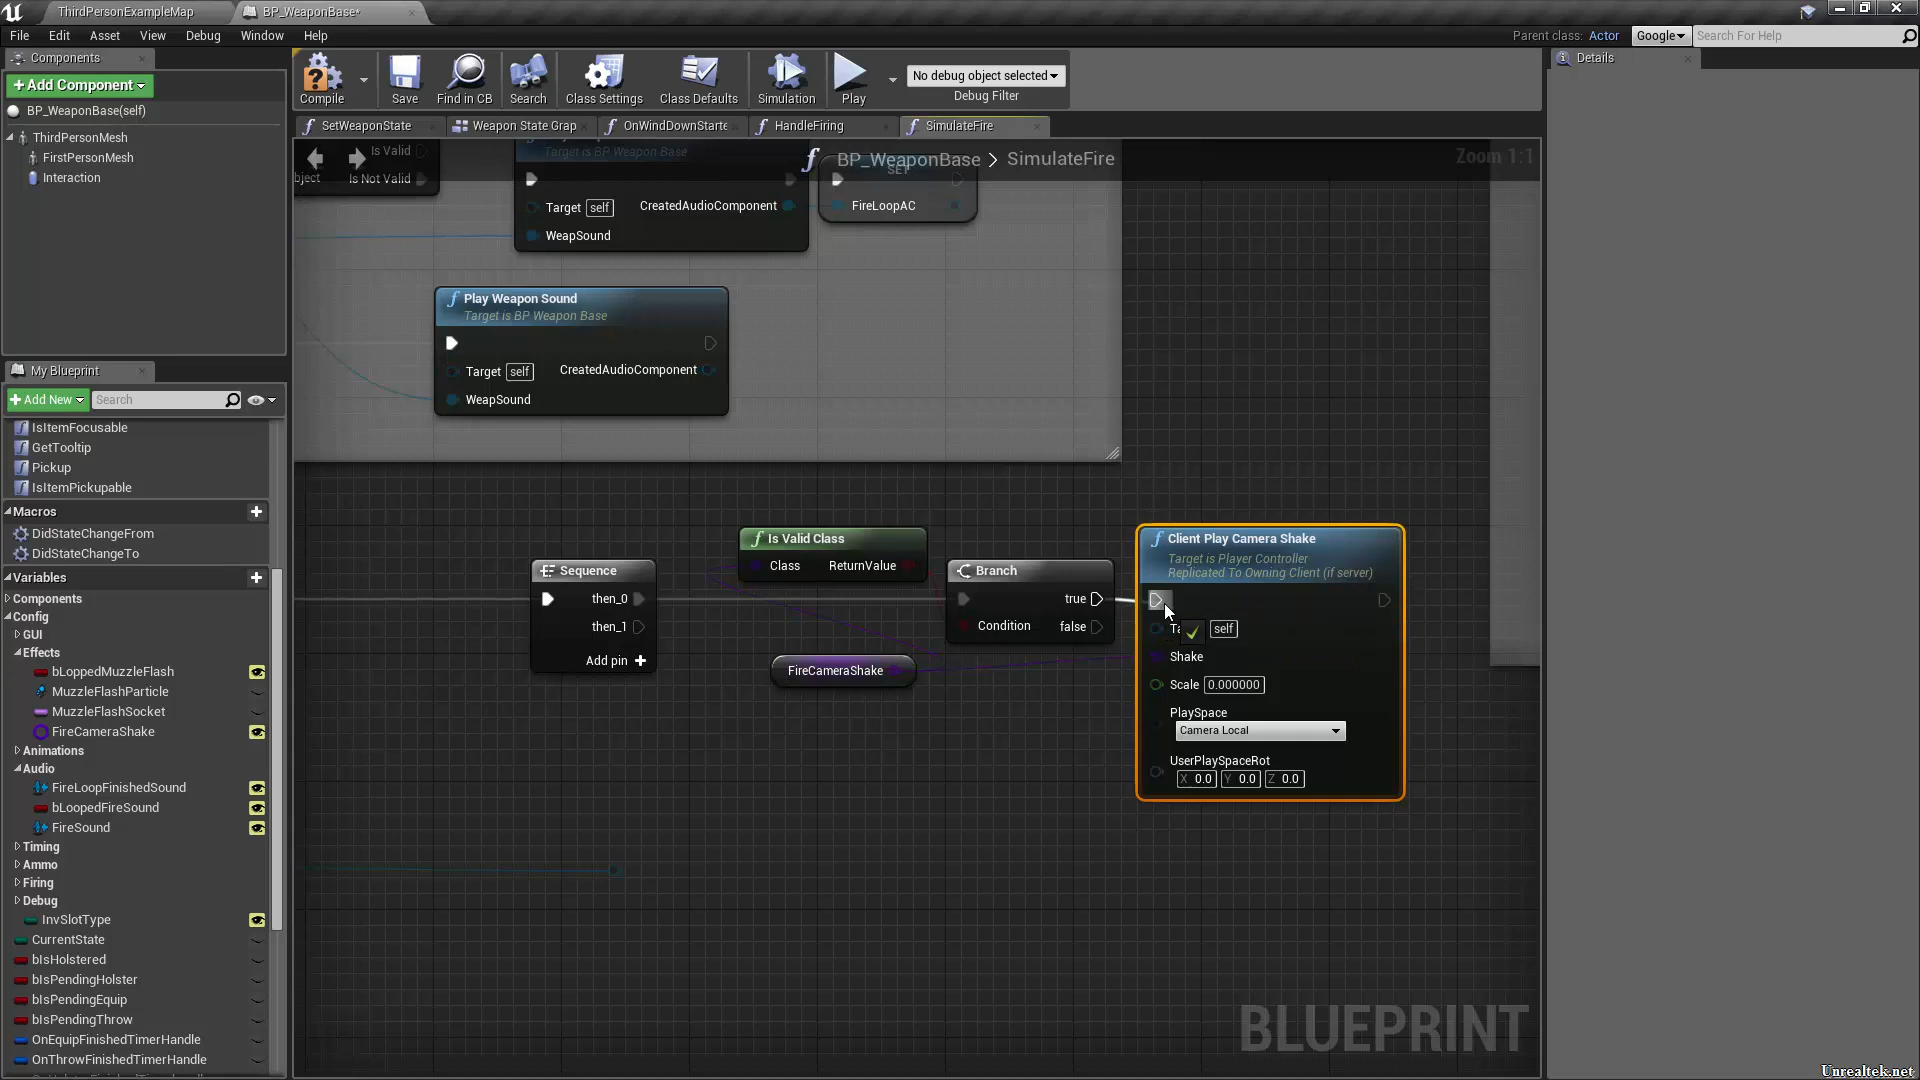 ThirdPersonExampleMap
BP_WeaponBase*
File Edit Asset View Debug Window Help
Parent class: Actor
Google
Search For Help
Components
Details
+ Add Component
Compile
Save
Find in CB
Search
Class Settings
Class Defaults
Simulation
Play
No debug object selected
Debug Filter
BP_WeaponBase(self)
ThirdPersonMesh
FirstPersonMesh
Interaction
SetWeaponState
Weapon State Grap
OnWindDownStarte
HandleFiring
SimulateFire
BP_WeaponBase > SimulateFire
Zoom 1:1
Is Valid
bject
Is Not Valid
Target is BP Weapon Base
Target self
CreatedAudioComponent
WeapSound
SET
FireLoopAC
Play Weapon Sound
Target is BP Weapon Base
Target self
CreatedAudioComponent
WeapSound
My Blueprint
+ Add New
Search
IsItemFocusable
GetTooltip
Pickup
IsItemPickupable
Macros
DidStateChangeFrom
DidStateChangeTo
Variables
Components
Config
GUI
Effects
bLoppedMuzzleFlash
MuzzleFlashParticle
MuzzleFlashSocket
FireCameraShake
Animations
Audio
FireLoopFinishedSound
bLoopedFireSound
FireSound
Timing
Ammo
Firing
Debug
InvSlotType
CurrentState
bIsHolstered
bIsPendingHolster
bIsPendingEquip
bIsPendingThrow
OnEquipFinishedTimerHandle
OnThrowFinishedTimerHandle
Sequence
then_0
then_1
Add pin +
Is Valid Class
Class
ReturnValue
FireCameraShake
Branch
true
Condition
false
Client Play Camera Shake
Target is Player Controller
Replicated To Owning Client (if server)
Ta
self
Shake
Scale 0.000000
PlaySpace
Camera Local
UserPlaySpaceRot
X 0.0 Y 0.0 Z 0.0
BLUEPRINT
Unrealtek.net